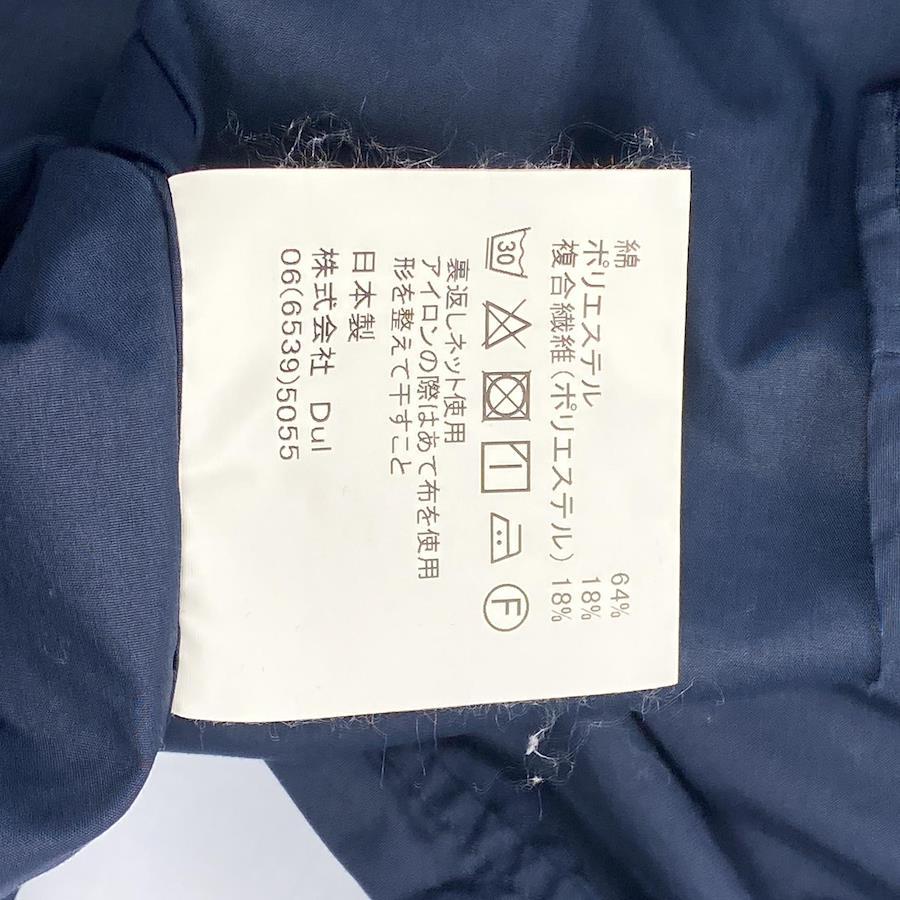 綿 64%
ポリエステル 18%
複合繊維(ポリエステル) 18%
30 F
裏返しネット使用
アイロンの際はあて布を使用
形を整えて干すこと
日本製
株式会社 Dul
06(6539)5055